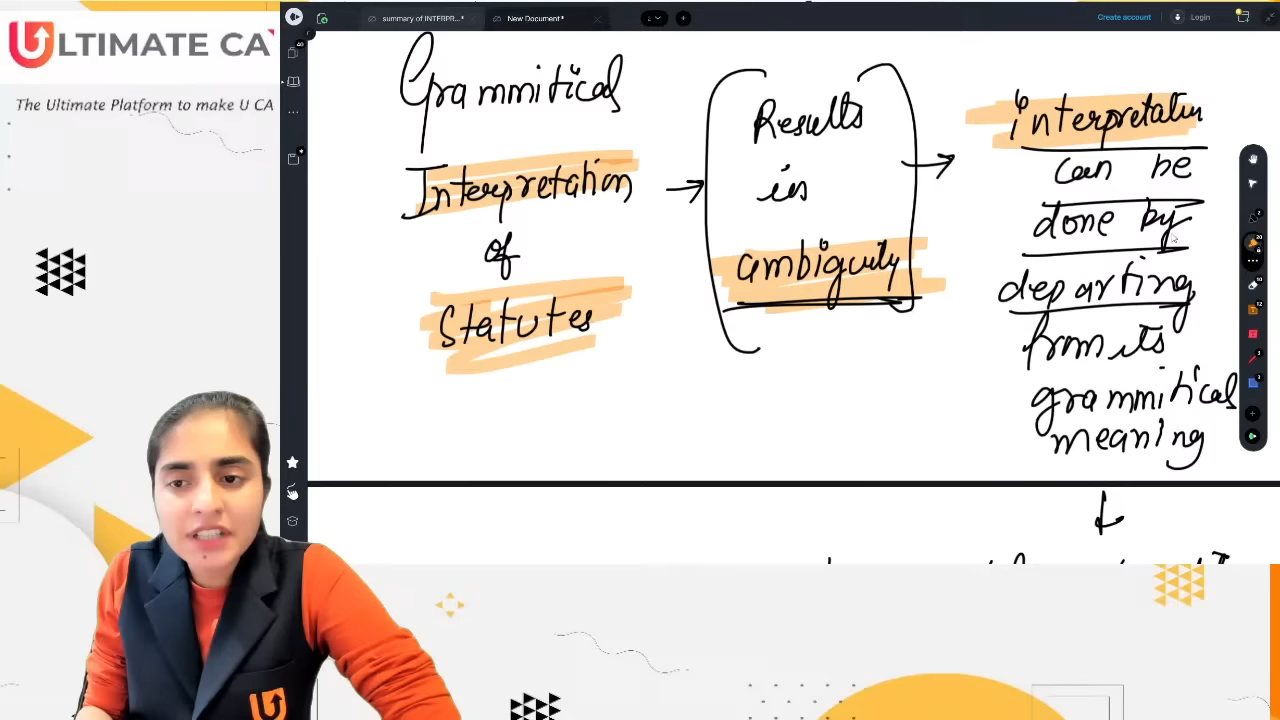 ULTIMATE CA
The Ultimate Platform to make U CA
summary of INTERPR...*
New Document*
1
Create account
Login
Grammitical
Interpretation
of
Statutes
Results
in
ambiguity
interpretation
can be
done by
departing
from its
grammitical
meaning